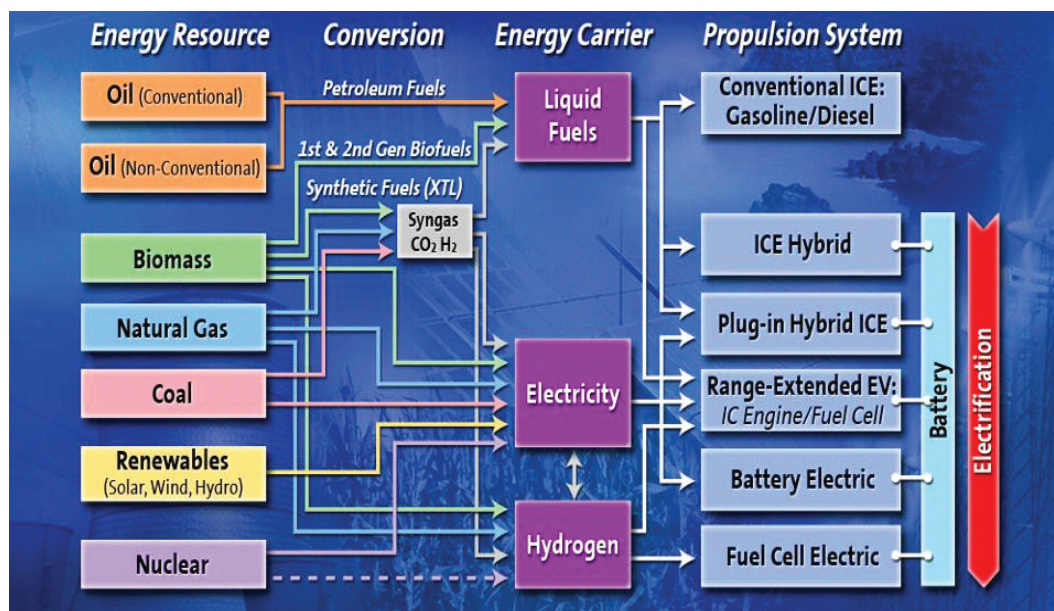 Energy Resource
Conversion
Energy Carrier
Propulsion System
Oil (Conventional)
Petroleum Fuels
Liquid
Fuels
Conventional ICE:
Gasoline/Diesel
Oil (Non-Conventional)
1st & 2nd Gen Biofuels
Synthetic Fuels (XTL)
Syngas
CO₂ H₂
Biomass
ICE Hybrid
Natural Gas
Plug-in Hybrid ICE
Coal
Electricity
Range-Extended EV:
IC Engine/Fuel Cell
Renewables
(Solar, Wind, Hydro)
Battery Electric
Nuclear
Hydrogen
Fuel Cell Electric
Battery
Electrification